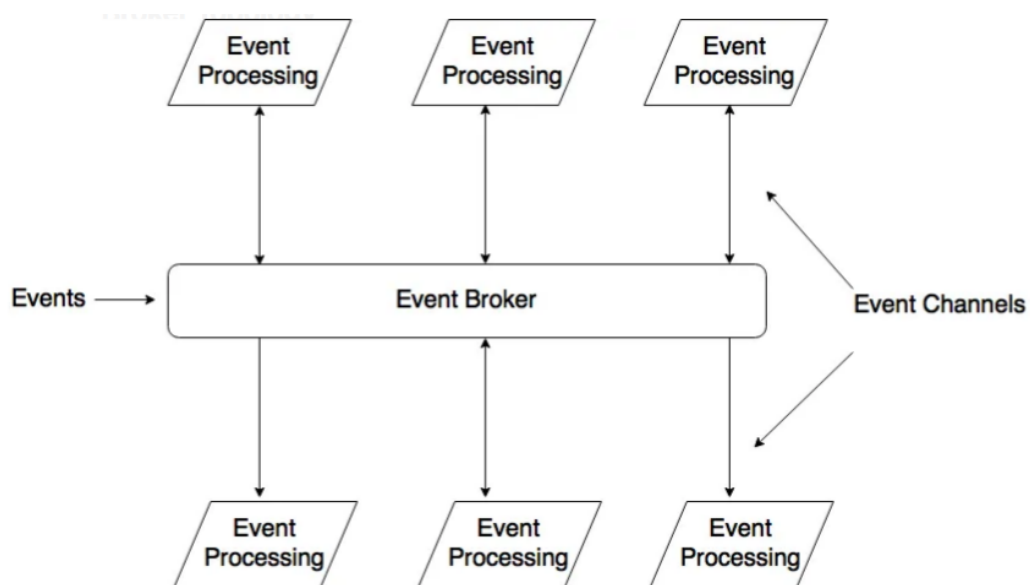 Event
Processing
Event
Processing
Event
Processing
Events
Event Broker
Event Channels
Event
Processing
Event
Processing
Event
Processing